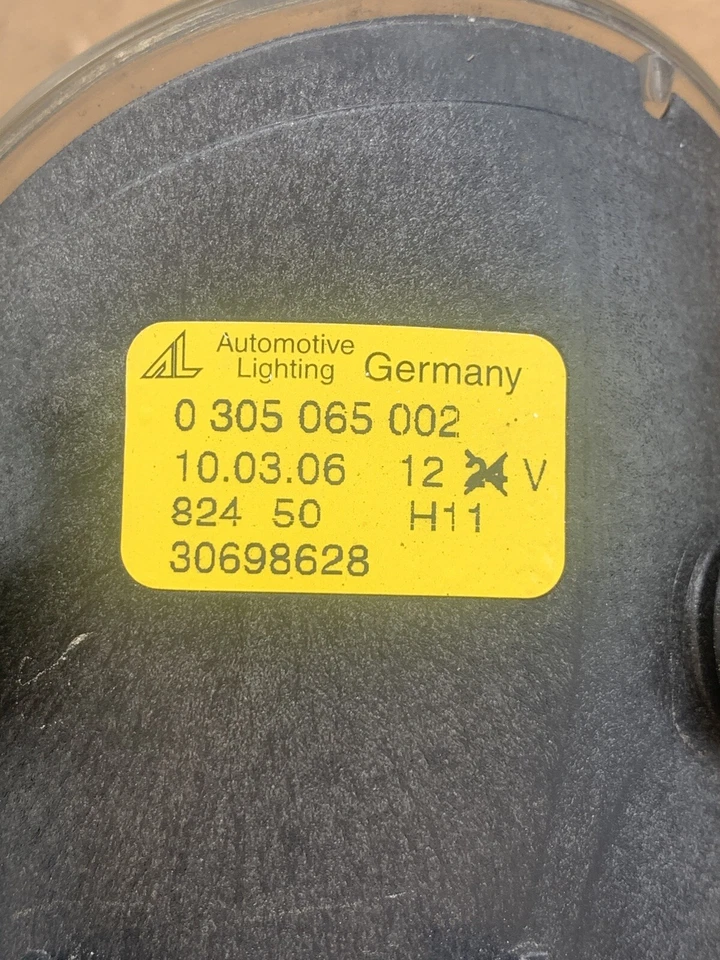 AL Automotive Lighting Germany
0 305 065 002
10.03.06 12 24 V
824 50 H11
30698628